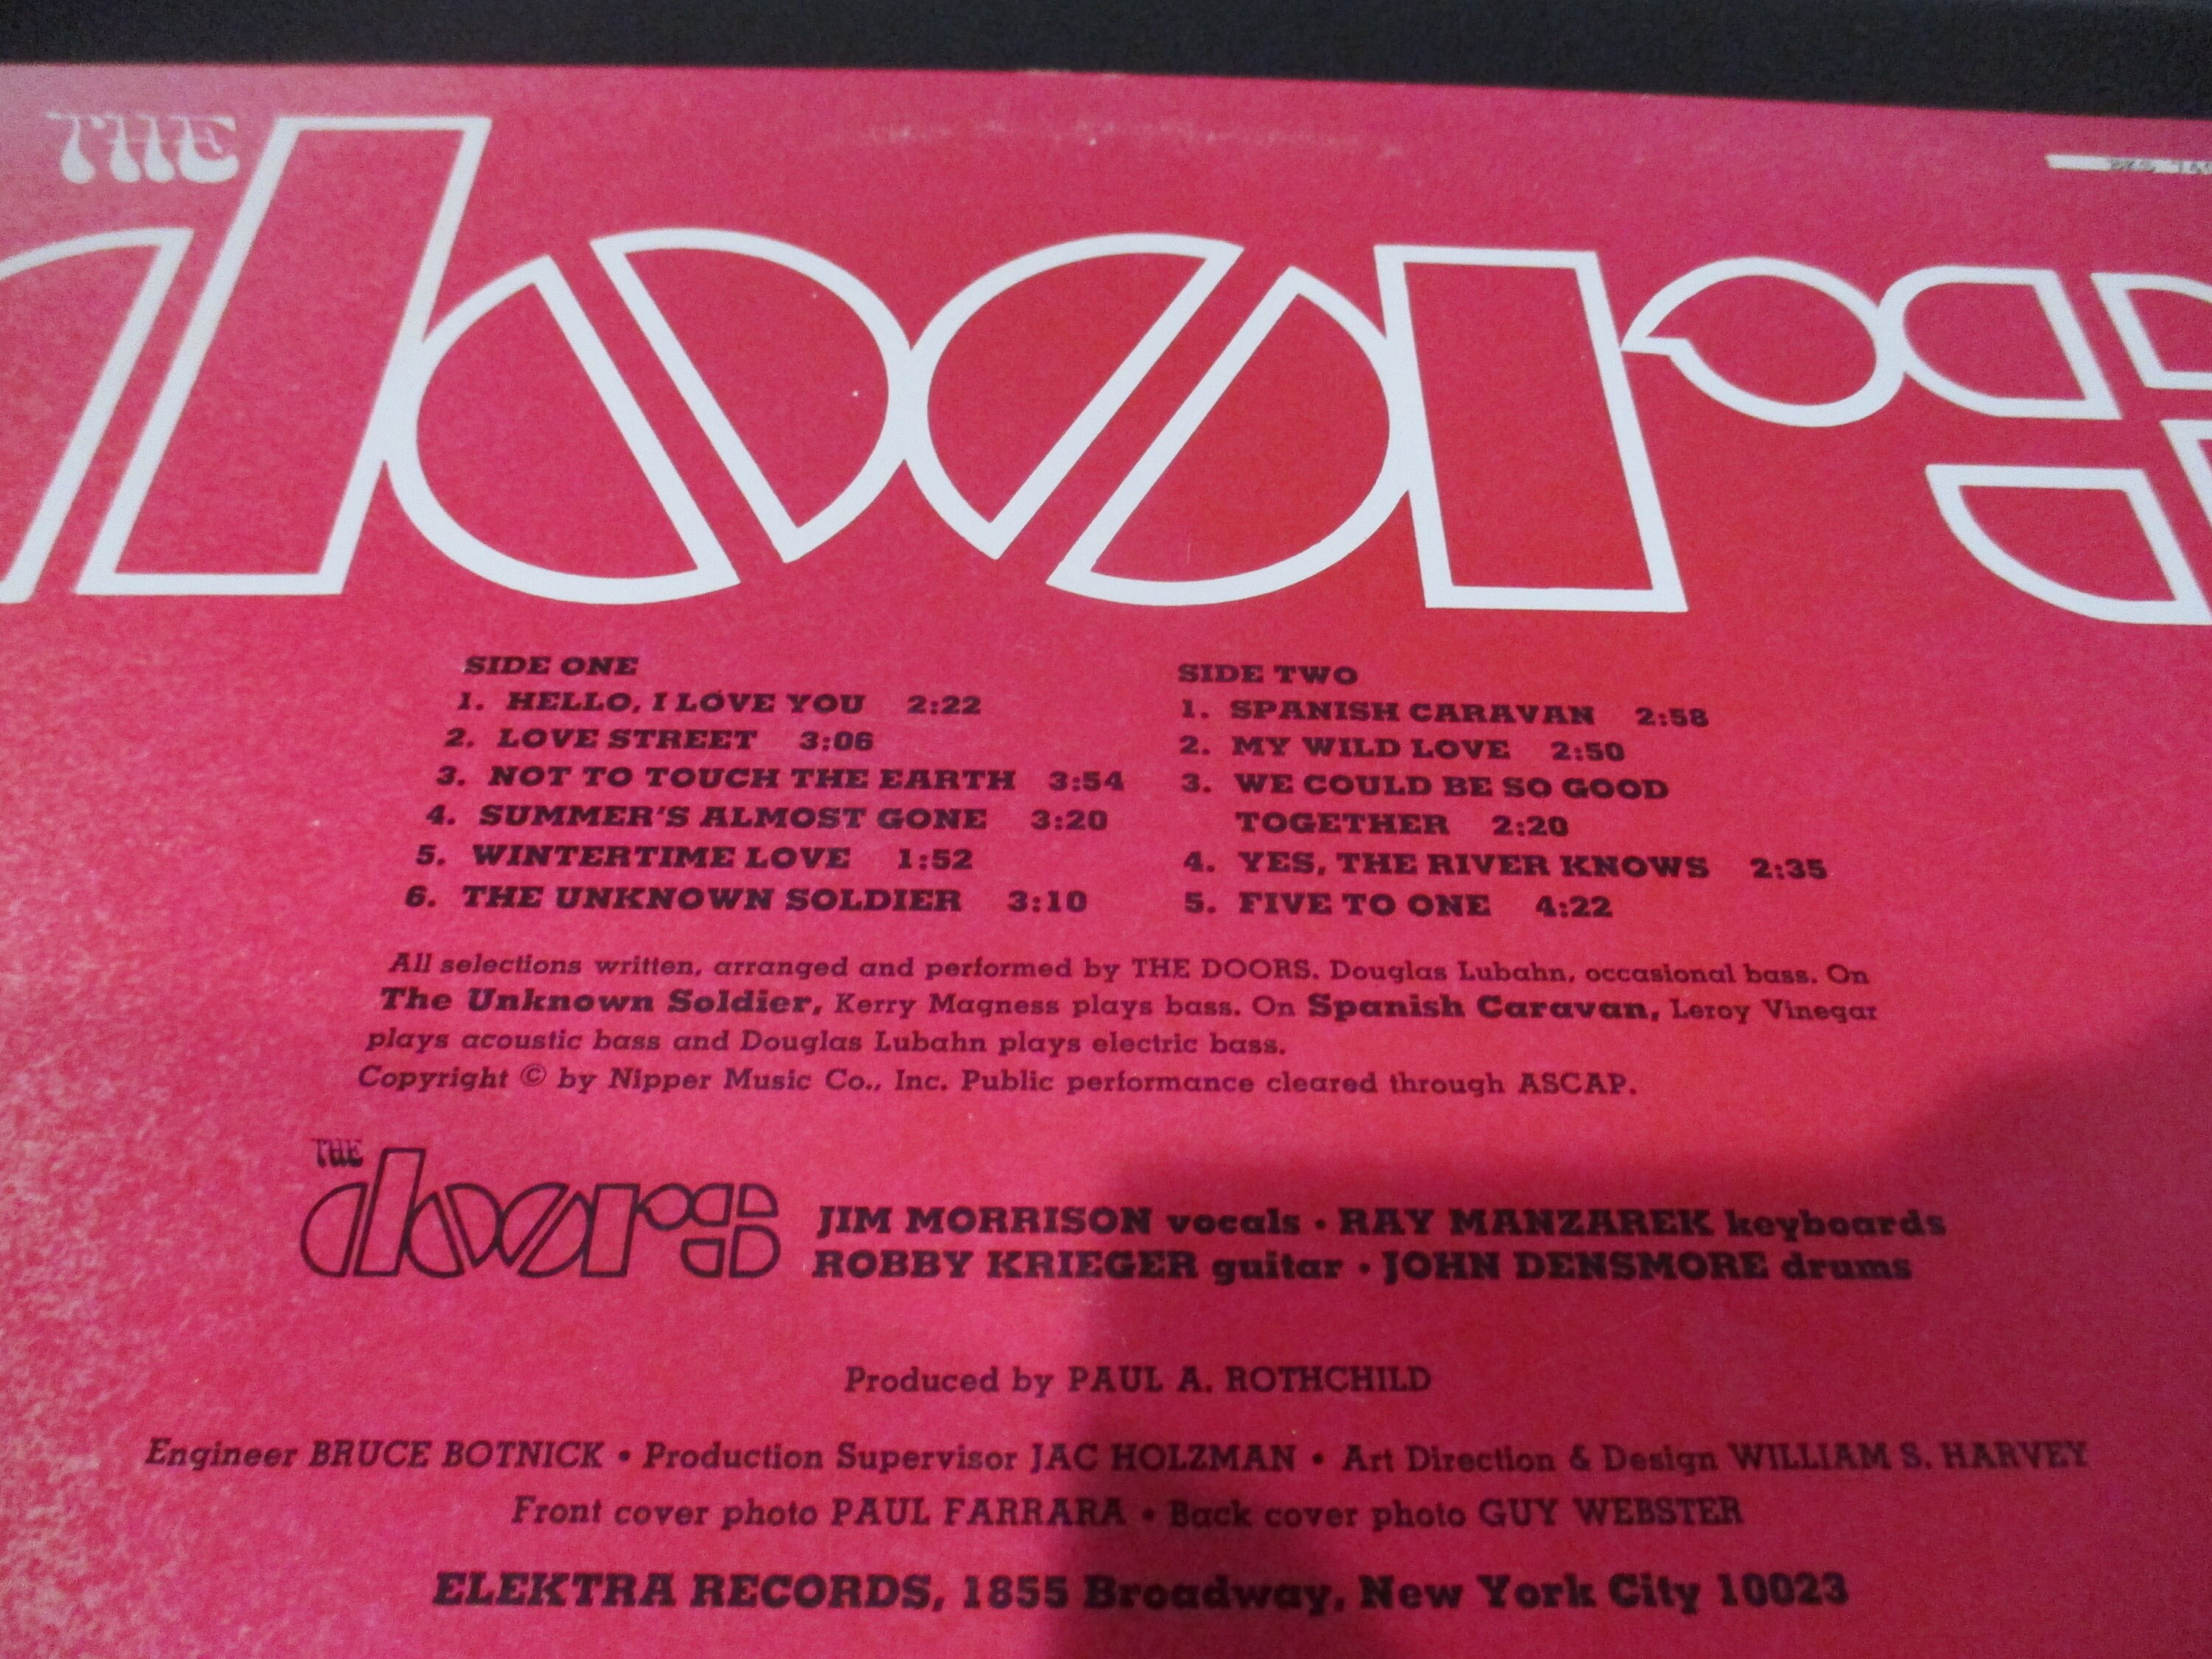 THE
doors
SIDE ONE
1. HELLO, I LOVE YOU 2:22
2. LOVE STREET 3:06
3. NOT TO TOUCH THE EARTH 3:54
4. SUMMER'S ALMOST GONE 3:20
5. WINTERTIME LOVE 1:52
6. THE UNKNOWN SOLDIER 3:10
SIDE TWO
1. SPANISH CARAVAN 2:58
2. MY WILD LOVE 2:50
3. WE COULD BE SO GOOD
TOGETHER 2:20
4. YES, THE RIVER KNOWS 2:35
5. FIVE TO ONE 4:22
All selections written, arranged and performed by THE DOORS. Douglas Lubahn, occasional bass. On
The Unknown Soldier, Kerry Magness plays bass. On Spanish Caravan, Leroy Vinegar
plays acoustic bass and Douglas Lubahn plays electric bass.
Copyright © by Nipper Music Co., Inc. Public performance cleared through ASCAP.
THE
doors
JIM MORRISON vocals • RAY MANZAREK keyboards
ROBBY KRIEGER guitar • JOHN DENSMORE drums
Produced by PAUL A. ROTHCHILD
Engineer BRUCE BOTNICK • Production Supervisor JAC HOLZMAN • Art Direction & Design WILLIAM S. HARVEY
Front cover photo PAUL FARRARA • Back cover photo GUY WEBSTER
ELEKTRA RECORDS, 1855 Broadway, New York City 10023